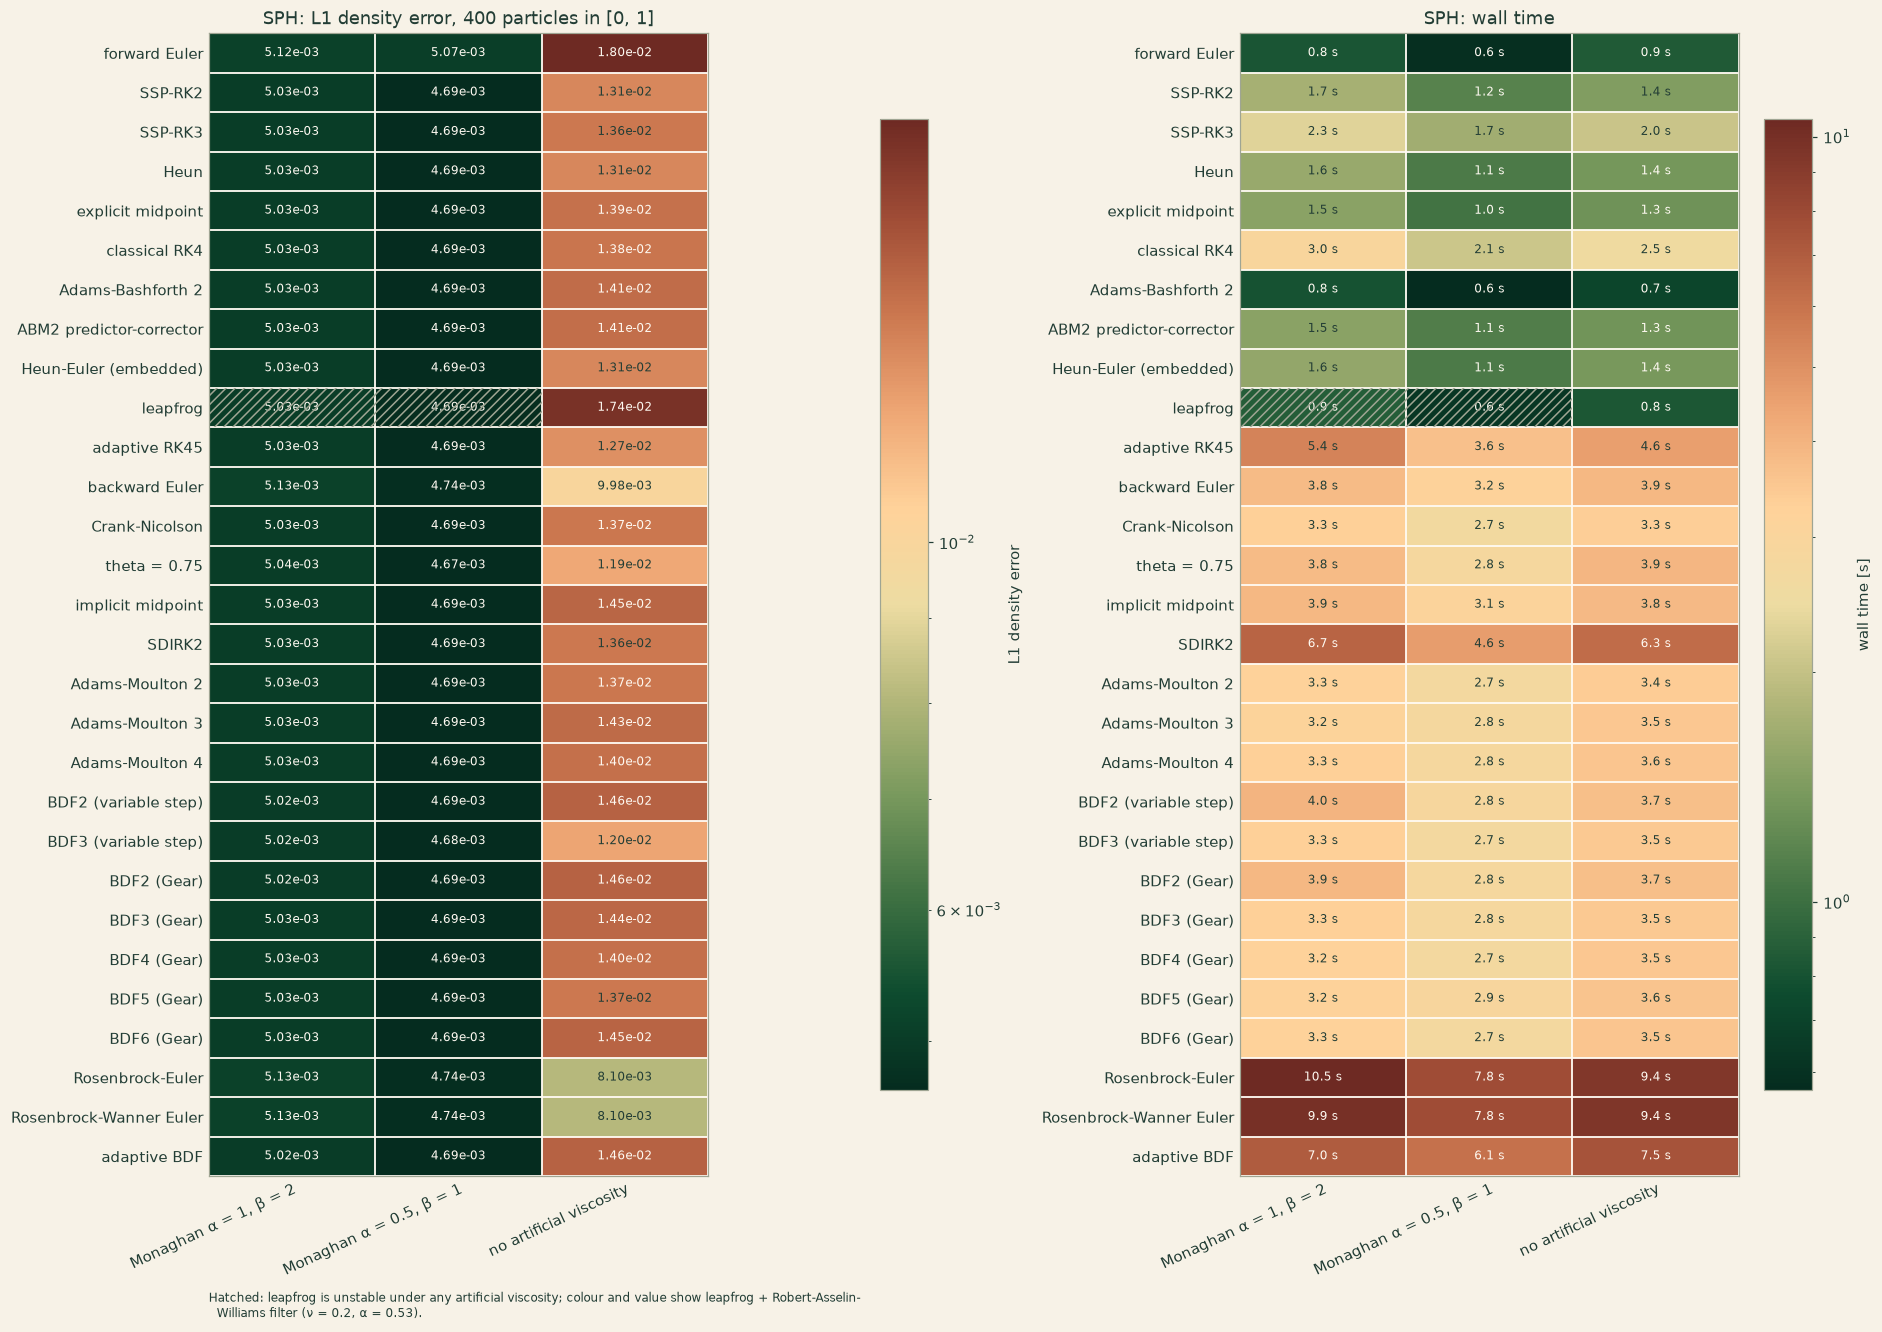 SPH: L1 density error, 400 particles in [0, 1]
forward Euler 5.12e-03 5.07e-03 1.80e-02
SSP-RK2 5.03e-03 4.69e-03 1.31e-02
SSP-RK3 5.03e-03 4.69e-03 1.36e-02
Heun 5.03e-03 4.69e-03 1.31e-02
explicit midpoint 5.03e-03 4.69e-03 1.39e-02
classical RK4 5.03e-03 4.69e-03 1.38e-02
Adams-Bashforth 2 5.03e-03 4.69e-03 1.41e-02
ABM2 predictor-corrector 5.03e-03 4.69e-03 1.41e-02
Heun-Euler (embedded) 5.03e-03 4.69e-03 1.31e-02
leapfrog 5.03e-03 4.69e-03 1.74e-02
adaptive RK45 5.03e-03 4.69e-03 1.27e-02
backward Euler 5.13e-03 4.74e-03 9.98e-03
Crank-Nicolson 5.03e-03 4.69e-03 1.37e-02
theta = 0.75 5.04e-03 4.67e-03 1.19e-02
implicit midpoint 5.03e-03 4.69e-03 1.45e-02
SDIRK2 5.03e-03 4.69e-03 1.36e-02
Adams-Moulton 2 5.03e-03 4.69e-03 1.37e-02
Adams-Moulton 3 5.03e-03 4.69e-03 1.43e-02
Adams-Moulton 4 5.03e-03 4.69e-03 1.40e-02
BDF2 (variable step) 5.02e-03 4.69e-03 1.46e-02
BDF3 (variable step) 5.02e-03 4.68e-03 1.20e-02
BDF2 (Gear) 5.02e-03 4.69e-03 1.46e-02
BDF3 (Gear) 5.03e-03 4.69e-03 1.44e-02
BDF4 (Gear) 5.03e-03 4.69e-03 1.40e-02
BDF5 (Gear) 5.03e-03 4.69e-03 1.37e-02
BDF6 (Gear) 5.03e-03 4.69e-03 1.45e-02
Rosenbrock-Euler 5.13e-03 4.74e-03 8.10e-03
Rosenbrock-Wanner Euler 5.13e-03 4.74e-03 8.10e-03
adaptive BDF 5.02e-03 4.69e-03 1.46e-02
Monaghan α = 1, β = 2
Monaghan α = 0.5, β = 1
no artificial viscosity
10⁻²
6 × 10⁻³
L1 density error
SPH: wall time
forward Euler 0.8 s 0.6 s 0.9 s
SSP-RK2 1.7 s 1.2 s 1.4 s
SSP-RK3 2.3 s 1.7 s 2.0 s
Heun 1.6 s 1.1 s 1.4 s
explicit midpoint 1.5 s 1.0 s 1.3 s
classical RK4 3.0 s 2.1 s 2.5 s
Adams-Bashforth 2 0.8 s 0.6 s 0.7 s
ABM2 predictor-corrector 1.5 s 1.1 s 1.3 s
Heun-Euler (embedded) 1.6 s 1.1 s 1.4 s
leapfrog 0.9 s 0.6 s 0.8 s
adaptive RK45 5.4 s 3.6 s 4.6 s
backward Euler 3.8 s 3.2 s 3.9 s
Crank-Nicolson 3.3 s 2.7 s 3.3 s
theta = 0.75 3.8 s 2.8 s 3.9 s
implicit midpoint 3.9 s 3.1 s 3.8 s
SDIRK2 6.7 s 4.6 s 6.3 s
Adams-Moulton 2 3.3 s 2.7 s 3.4 s
Adams-Moulton 3 3.2 s 2.8 s 3.5 s
Adams-Moulton 4 3.3 s 2.8 s 3.6 s
BDF2 (variable step) 4.0 s 2.8 s 3.7 s
BDF3 (variable step) 3.3 s 2.7 s 3.5 s
BDF2 (Gear) 3.9 s 2.8 s 3.7 s
BDF3 (Gear) 3.3 s 2.8 s 3.5 s
BDF4 (Gear) 3.2 s 2.7 s 3.5 s
BDF5 (Gear) 3.2 s 2.9 s 3.6 s
BDF6 (Gear) 3.3 s 2.7 s 3.5 s
Rosenbrock-Euler 10.5 s 7.8 s 9.4 s
Rosenbrock-Wanner Euler 9.9 s 7.8 s 9.4 s
adaptive BDF 7.0 s 6.1 s 7.5 s
Monaghan α = 1, β = 2
Monaghan α = 0.5, β = 1
no artificial viscosity
10¹
10⁰
wall time [s]
Hatched: leapfrog is unstable under any artificial viscosity; colour and value show leapfrog + Robert-Asselin-
Williams filter (ν = 0.2, α = 0.53).